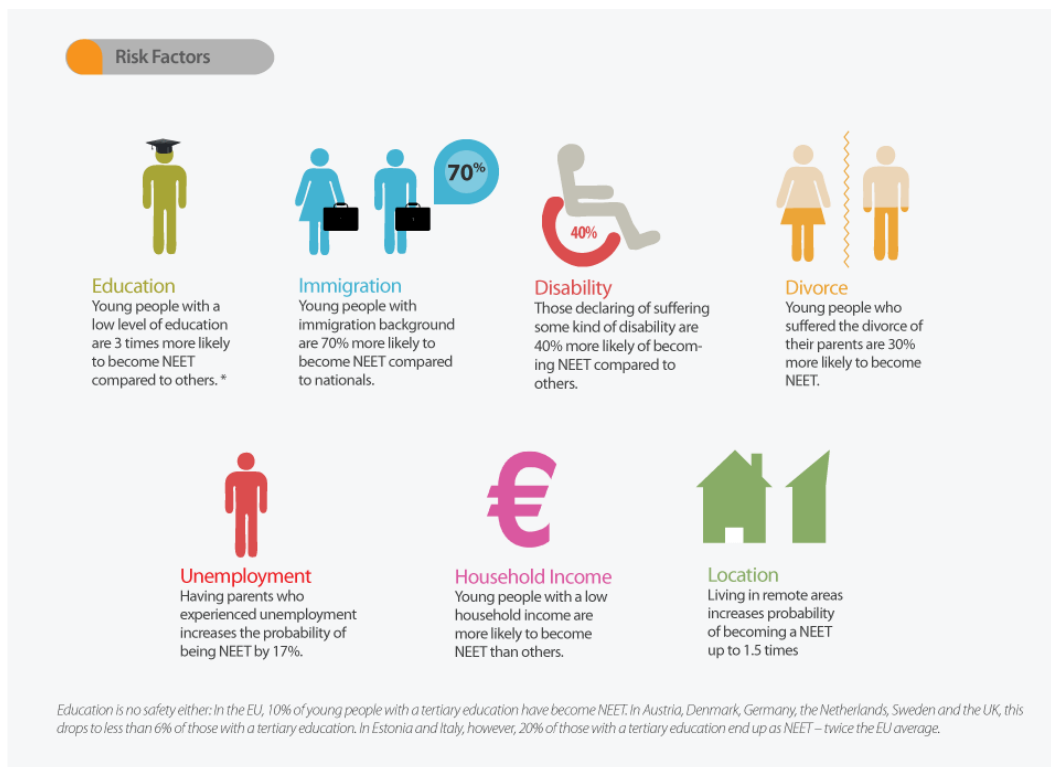 Risk Factors
70%
40%
Education
Young people with a
low level of education
are 3 times more likely
to become NEET
compared to others. *
Immigration
Young people with
immigration background
are 70% more likely to
become NEET compared
to nationals.
Disability
Those declaring of suffering
some kind of disability are
40% more likely of becom-
ing NEET compared to
others.
Divorce
Young people who
suffered the divorce of
their parents are 30%
more likely to become
NEET.
Unemployment
Having parents who
experienced unemployment
increases the probability of
being NEET by 17%.
€
Household Income
Young people with a low
household income are
more likely to become
NEET than others.
Location
Living in remote areas
increases probability
of becoming a NEET
up to 1.5 times
Education is no safety either: In the EU, 10% of young people with a tertiary education have become NEET. In Austria, Denmark, Germany, the Netherlands, Sweden and the UK, this
drops to less than 6% of those with a tertiary education. In Estonia and Italy, however, 20% of those with a tertiary education end up as NEET – twice the EU average.